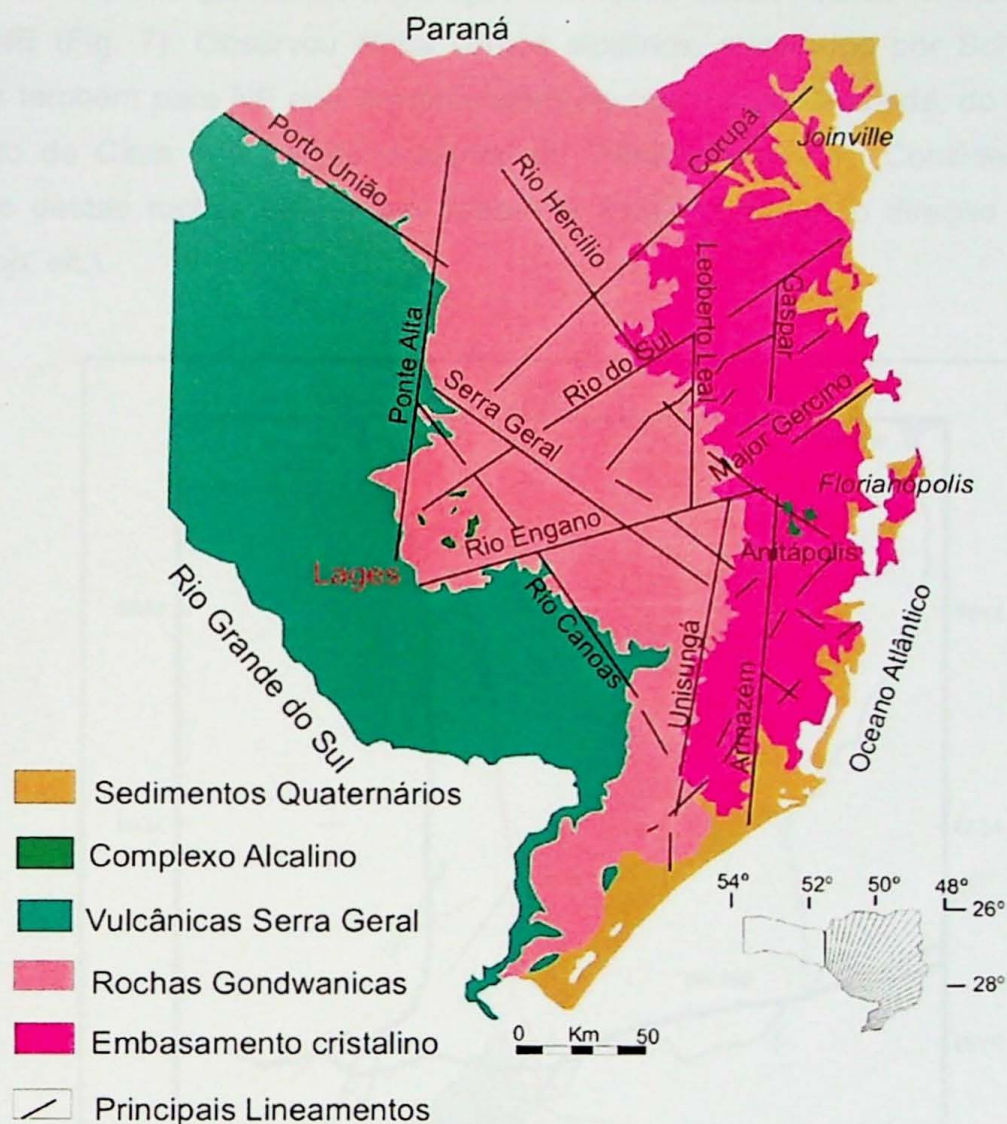 Paraná
Joinville
Porto União
Rio Hercílio
Corupá
Leoberto Leal
Gaspar
Ponte Alta
Serra Geral
Rio do Sul
Major Gercino
Florianópolis
Rio Engano
Anitápolis
Lages
Rio Canoas
Unisungá
Armazém
Rio Grande do Sul
Oceano Atlântico
Sedimentos Quaternários
Complexo Alcalino
Vulcânicas Serra Geral
Rochas Gondwanicas
Embasamento cristalino
Principais Lineamentos
54° 52° 50° 48°
26°
28°
0 Km 50